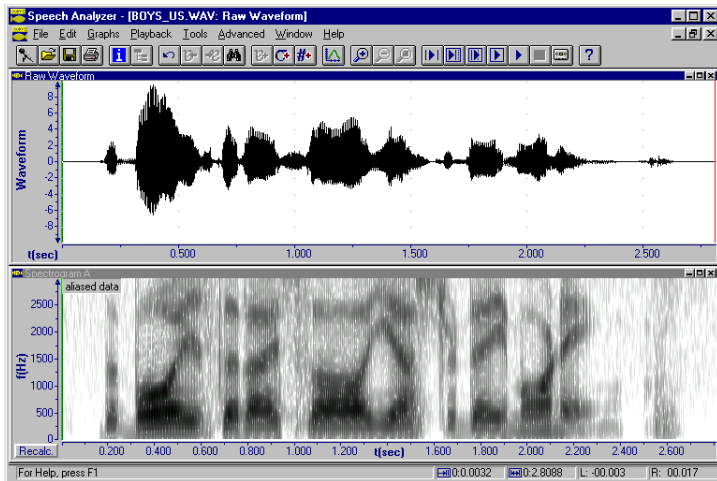 Speech Analyzer - [BOYS_US.WAV: Raw Waveform]
File Edit Graphs Playback Tools Advanced Window Help
Raw Waveform
8-
6-
4-
2-
0-
-2-
-4-
-6-
-8-
Waveform
t(sec) 0.500 1.000 1.500 2.000 2.500
Spectrogram A
aliased data
2500-
2000-
1500-
1000-
500-
0-
f(Hz)
Recalc. 0.200 0.400 0.600 0.800 1.000 1.200 t(sec) 1.600 1.800 2.000 2.200 2.400 2.600
For Help, press F1 0:0.0032 0:2.8088 L: -00.003 R: 00.017